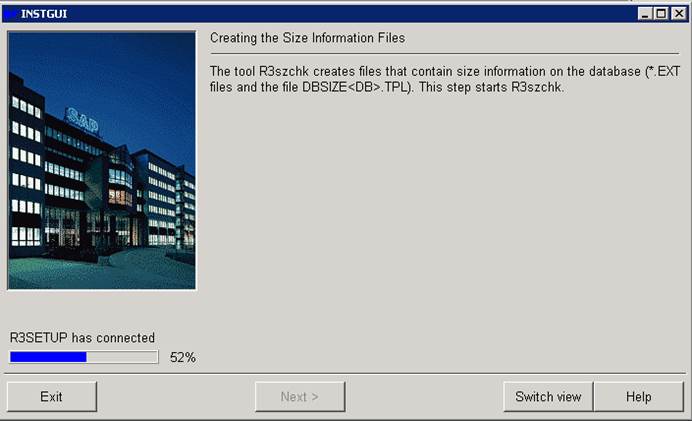 INSTGUI
Creating the Size Information Files
The tool R3szchk creates files that contain size information on the database (*.EXT
files and the file DBSIZE<DB>.TPL). This step starts R3szchk.
SAP
R3SETUP has connected
52%
Exit
Next >
Switch view
Help